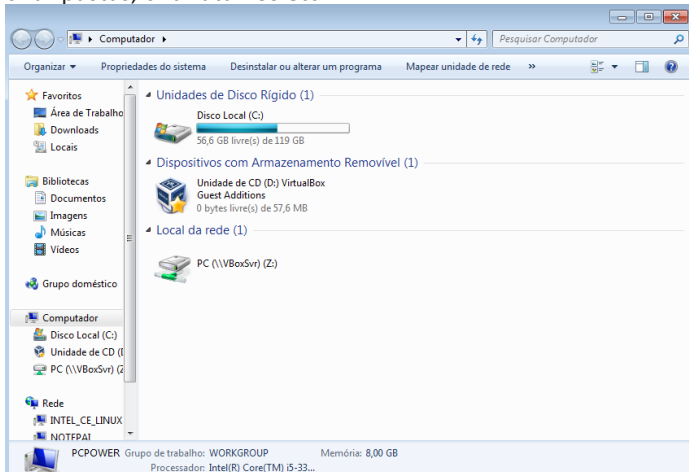 Computador
Pesquisar Computador
Organizar
Propriedades do sistema
Desinstalar ou alterar um programa
Mapear unidade de rede
»
Favoritos
Área de Trabalho
Downloads
Locais
Bibliotecas
Documentos
Imagens
Músicas
Vídeos
Grupo doméstico
Computador
Disco Local (C:)
Unidade de CD (
PC (\\VBoxSvr) (
Rede
INTEL_CE_LINUX
Unidades de Disco Rígido (1)
Disco Local (C:)
56,6 GB livre(s) de 119 GB
Dispositivos com Armazenamento Removível (1)
Unidade de CD (D:) VirtualBox
Guest Additions
0 bytes livre(s) de 57,6 MB
Local da rede (1)
PC (\\VBoxSvr) (Z:)
PCPOWER Grupo de trabalho: WORKGROUP Memória: 8,00 GB
Processador: Intel(R) Core(TM) i5-33...